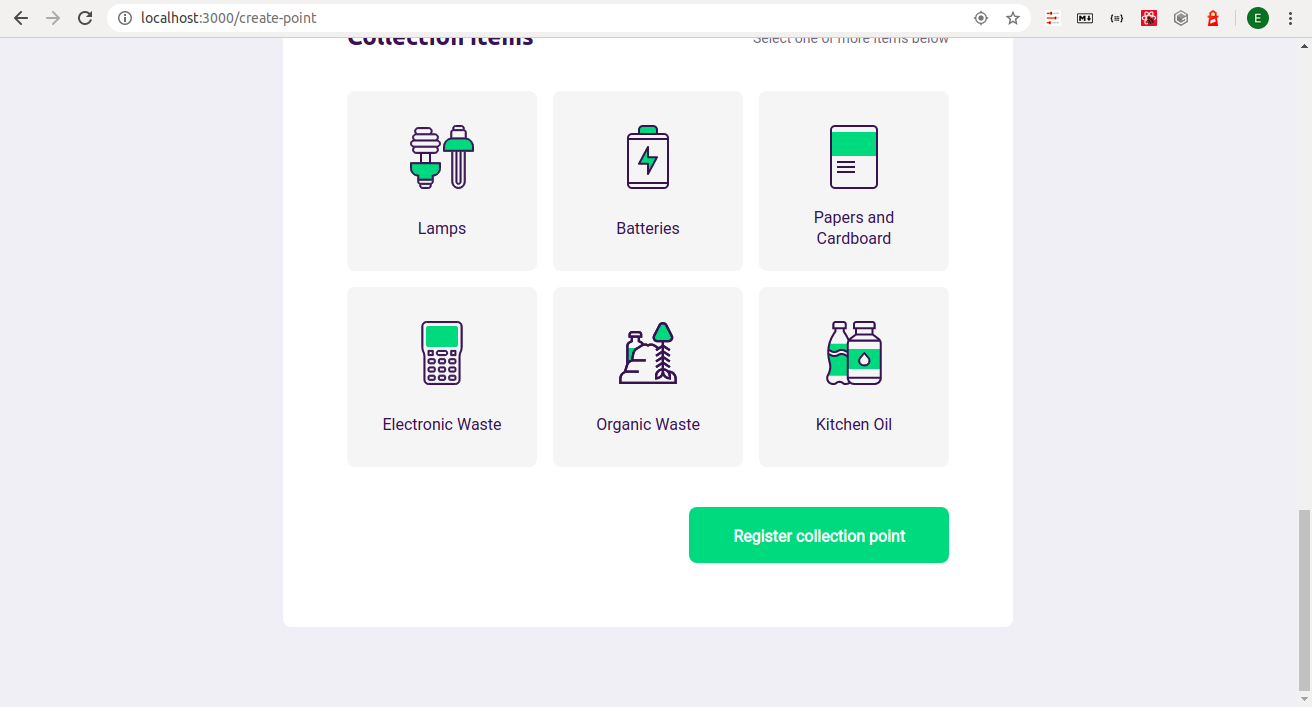 localhost:3000/create-point
E
Collection Items
Select one or more items below
Lamps
Batteries
Papers and
Cardboard
Electronic Waste
Organic Waste
Kitchen Oil
Register collection point